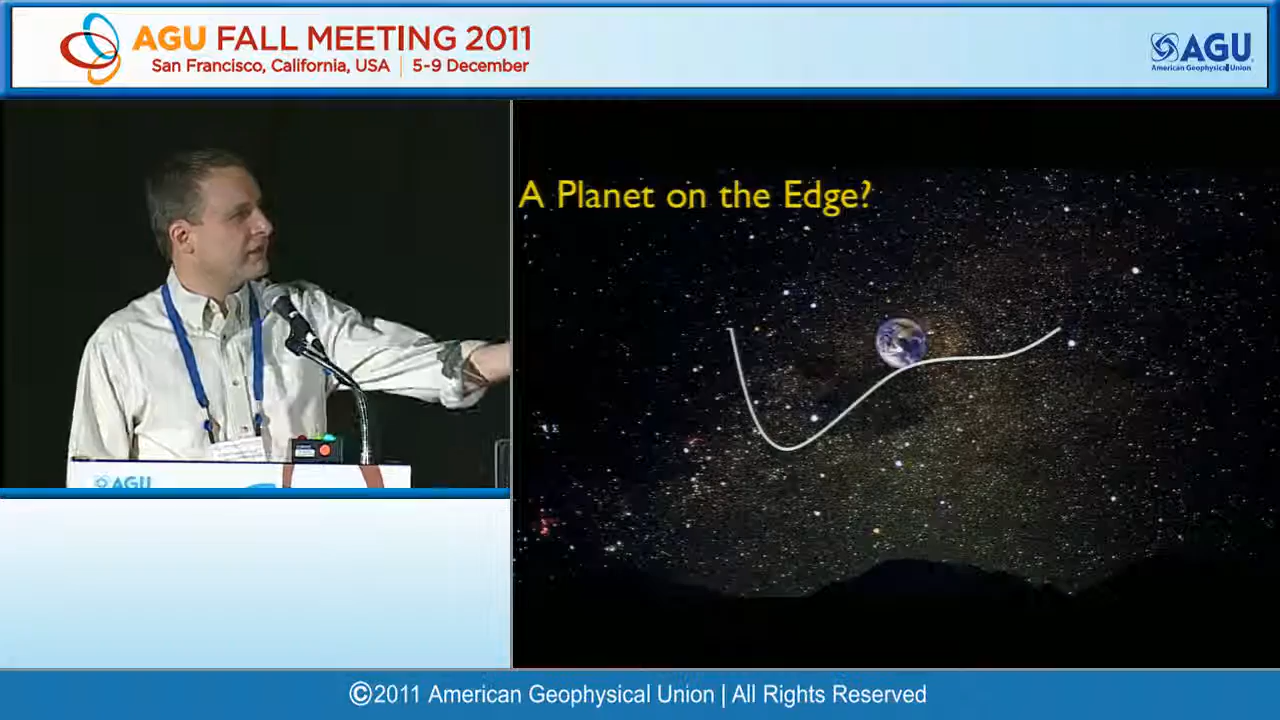 AGU FALL MEETING 2011
San Francisco, California, USA | 5-9 December
AGU
American Geophysical Union
A Planet on the Edge?
AGU
©2011 American Geophysical Union | All Rights Reserved